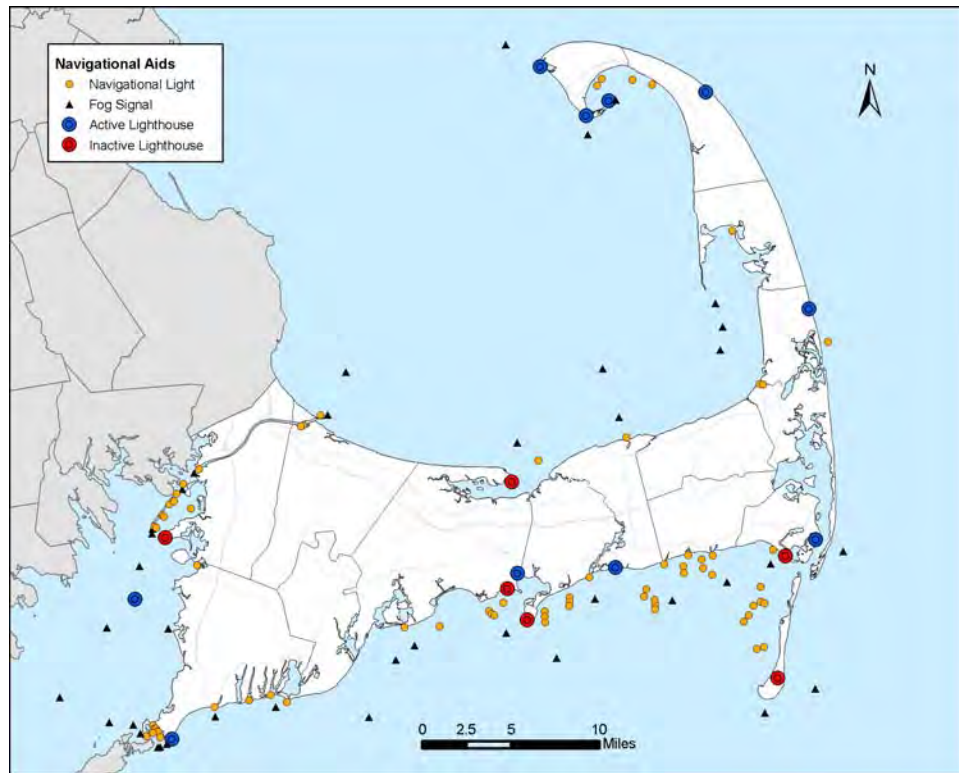 Navigational Aids
Navigational Light
Fog Signal
Active Lighthouse
Inactive Lighthouse
N
0 2.5 5 10
Miles